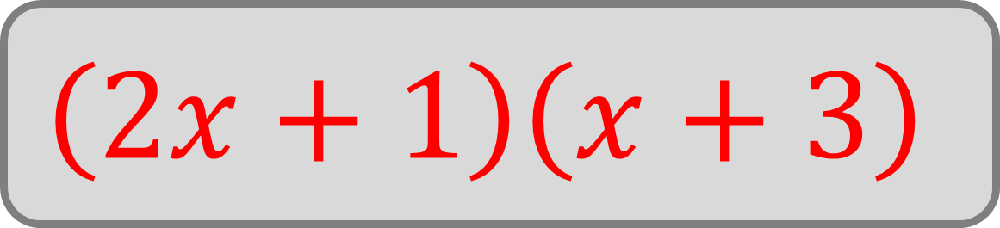 (2𝑥 + 1)(𝑥 + 3)